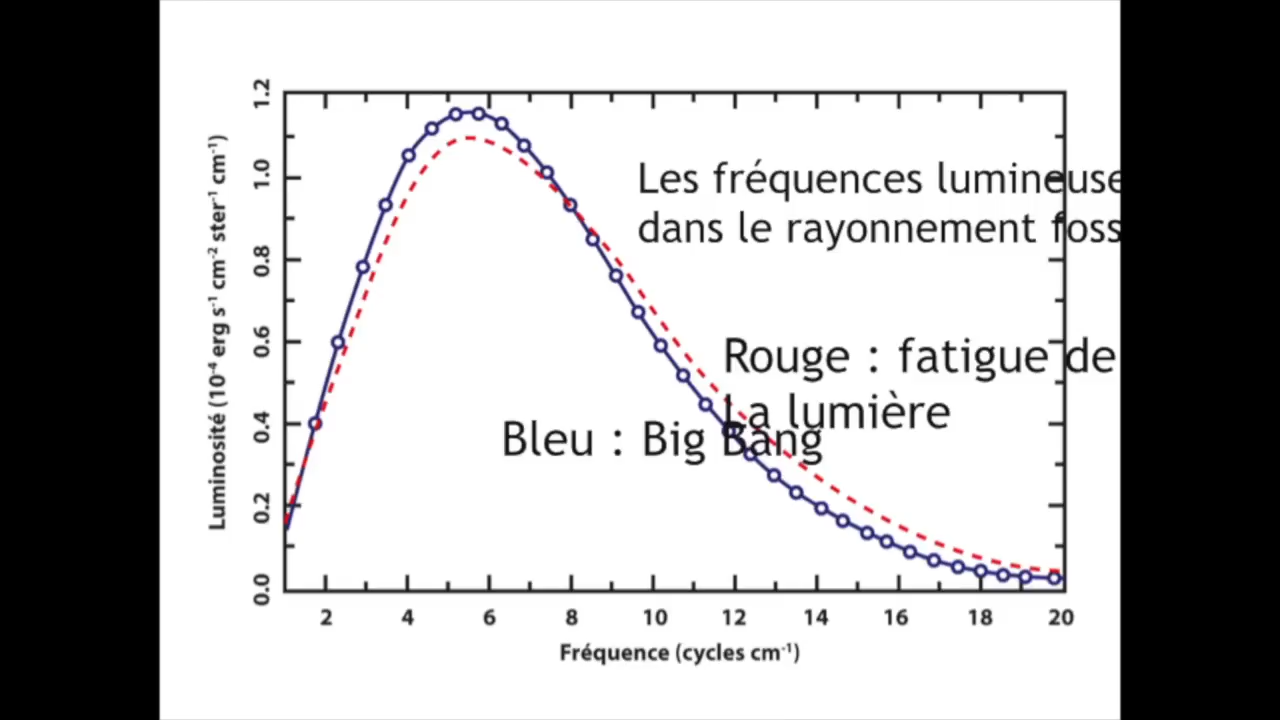 Les fréquences lumineuse
dans le rayonnement foss
Rouge : fatigue de
La lumière
Bleu : Big Bang
Luminosité (10⁻⁴ erg s⁻¹ cm⁻² ster⁻¹ cm⁻¹)
1.2
1.0
0.8
0.6
0.4
0.2
0.0
2 4 6 8 10 12 14 16 18 20
Fréquence (cycles cm⁻¹)